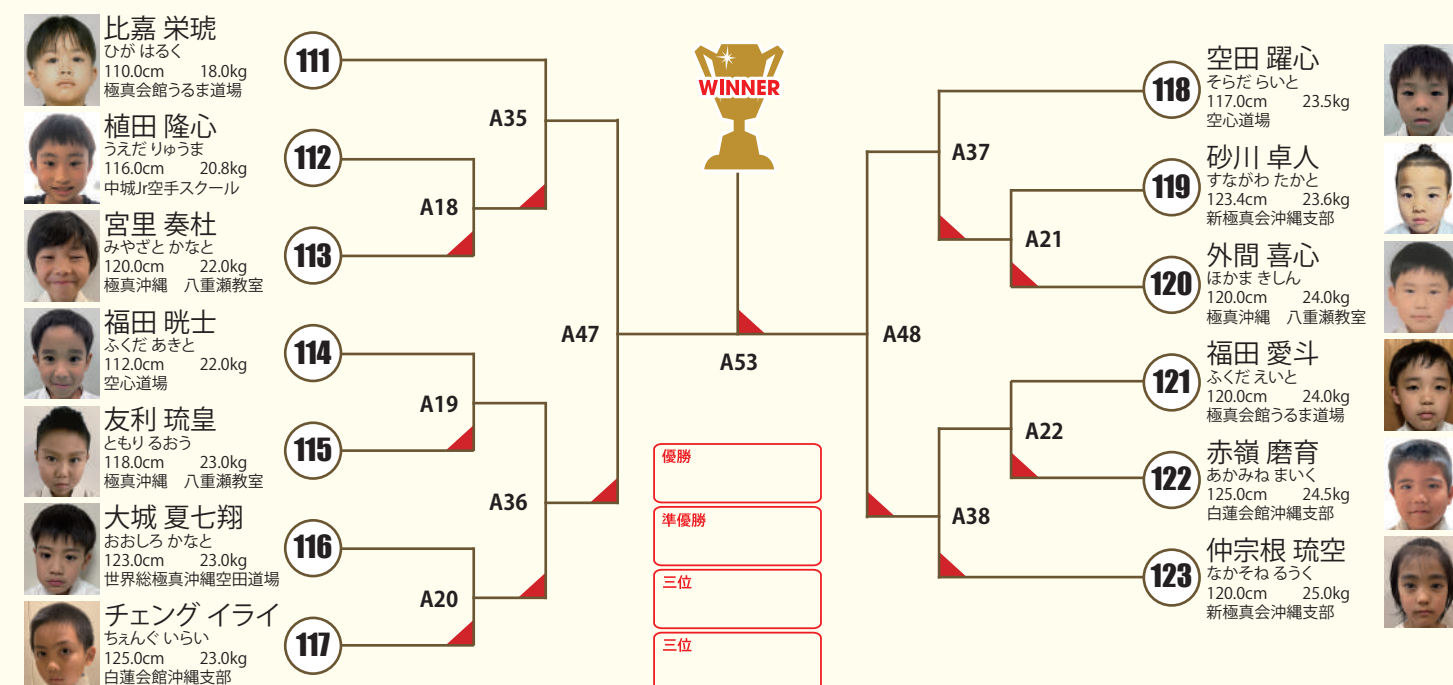 比嘉 栄琥
ひが はるく
110.0cm 18.0kg
極真会館うるま道場
111
植田 隆心
うえだ りゅうま
116.0cm 20.8kg
中城Jr空手スクール
112
宮里 奏杜
みやざと かなと
120.0cm 22.0kg
極真沖縄 八重瀬教室
113
福田 晄士
ふくだ あきと
112.0cm 22.0kg
空心道場
114
友利 琉皇
ともり るおう
118.0cm 23.0kg
極真沖縄 八重瀬教室
115
大城 夏七翔
おおしろ かなと
123.0cm 23.0kg
世界総極真沖縄空田道場
116
チェング イライ
ちぇんぐ いらい
125.0cm 23.0kg
白蓮会館沖縄支部
117
A35
A18
A47
A19
A36
A20
WINNER
A53
優勝
準優勝
三位
三位
A37
A21
A48
A22
A38
118
空田 躍心
そらだ らいと
117.0cm 23.5kg
空心道場
119
砂川 卓人
すながわ たかと
123.4cm 23.6kg
新極真会沖縄支部
120
外間 喜心
ほかま きしん
120.0cm 24.0kg
極真沖縄 八重瀬教室
121
福田 愛斗
ふくだ えいと
120.0cm 24.0kg
極真会館うるま道場
122
赤嶺 磨育
あかみね まいく
125.0cm 24.5kg
白蓮会館沖縄支部
123
仲宗根 琉空
なかそね るうく
120.0cm 25.0kg
新極真会沖縄支部